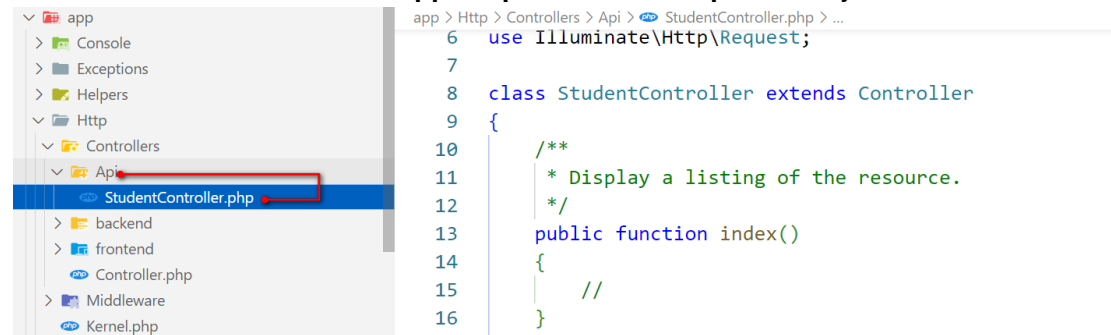 app
Console
Exceptions
Helpers
Http
Controllers
Api
StudentController.php
backend
frontend
Controller.php
Middleware
Kernel.php
app > Http > Controllers > Api > StudentController.php > ...
6 use Illuminate\Http\Request;
7
8 class StudentController extends Controller
9 {
10 /**
11 * Display a listing of the resource.
12 */
13 public function index()
14 {
15 //
16 }